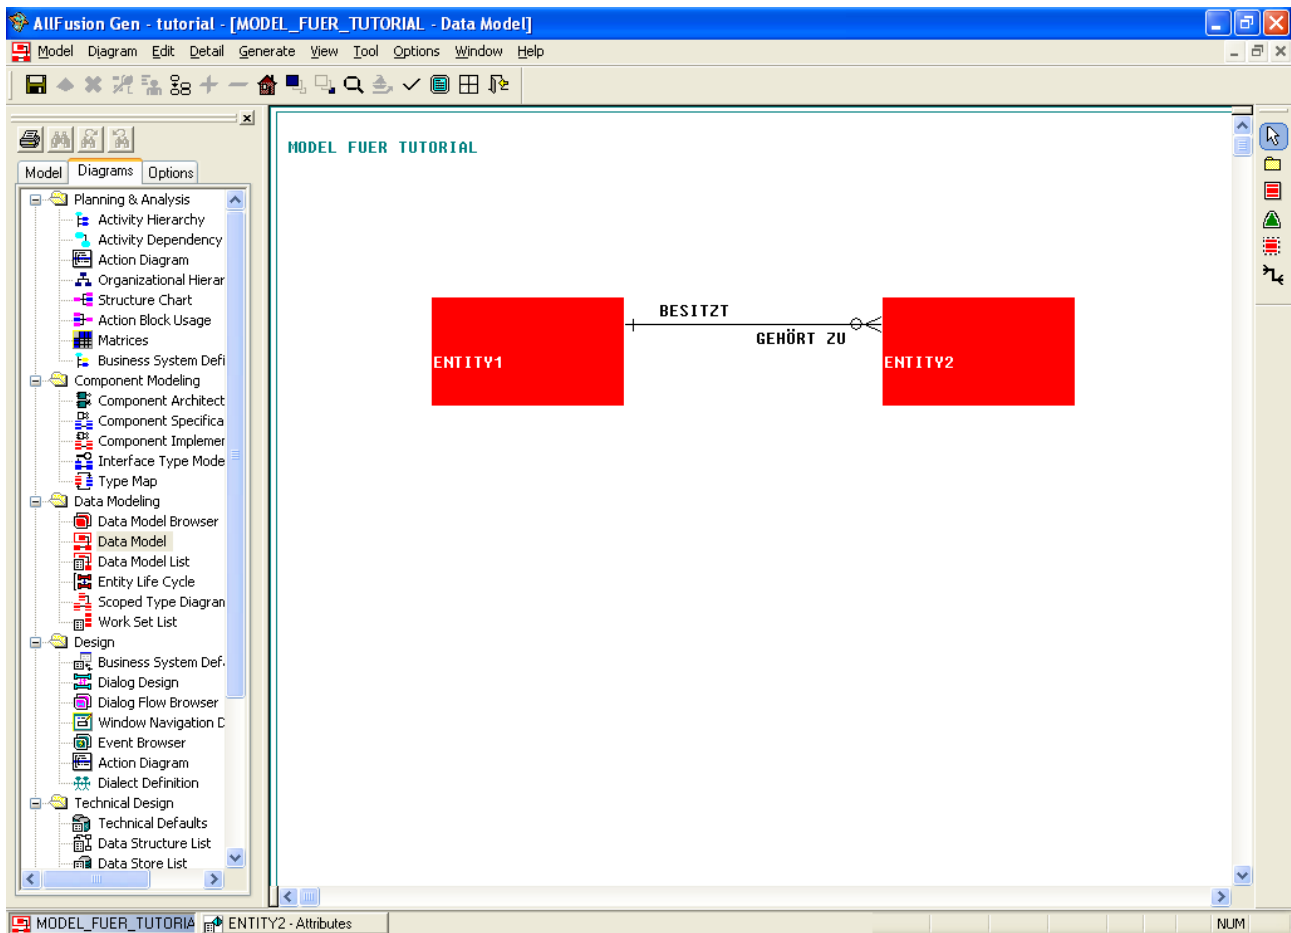 AllFusion Gen - tutorial - [MODEL_FUER_TUTORIAL - Data Model]
Model Diagram Edit Detail Generate View Tool Options Window Help
Model Diagrams Options
Planning & Analysis
Activity Hierarchy
Activity Dependency
Action Diagram
Organizational Hierar
Structure Chart
Action Block Usage
Matrices
Business System Defi
Component Modeling
Component Architect
Component Specifica
Component Implemer
Interface Type Mode
Type Map
Data Modeling
Data Model Browser
Data Model
Data Model List
Entity Life Cycle
Scoped Type Diagran
Work Set List
Design
Business System Def
Dialog Design
Dialog Flow Browser
Window Navigation D
Event Browser
Action Diagram
Dialect Definition
Technical Design
Technical Defaults
Data Structure List
Data Store List
MODEL FUER TUTORIAL
BESITZT
GEHÖRT ZU
ENTITY1
ENTITY2
MODEL_FUER_TUTORIA
ENTITY2 - Attributes
NUM